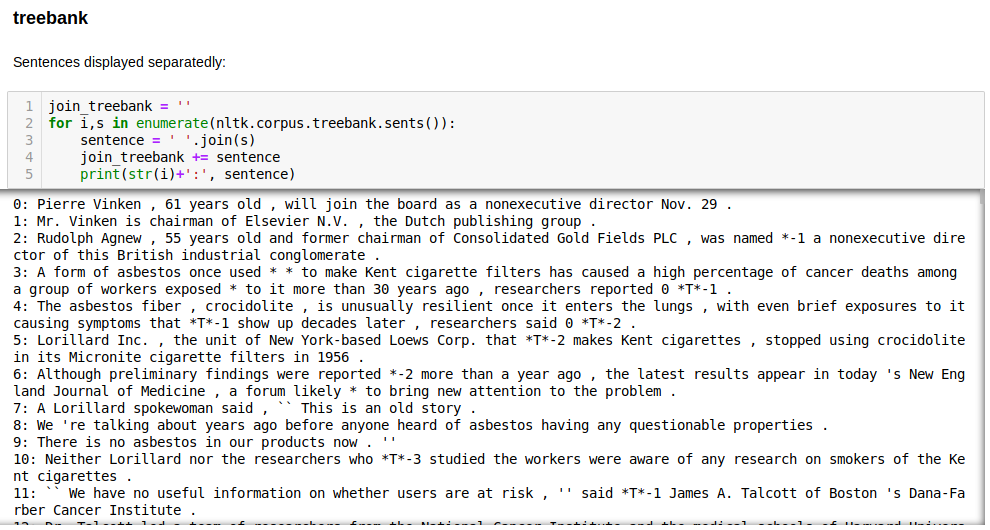 treebank
Sentences displayed separatedly:
1 join_treebank = ''
2 for i,s in enumerate(nltk.corpus.treebank.sents()):
3     sentence = ' '.join(s)
4     join_treebank += sentence
5     print(str(i)+':', sentence)
0: Pierre Vinken , 61 years old , will join the board as a nonexecutive director Nov. 29 .
1: Mr. Vinken is chairman of Elsevier N.V. , the Dutch publishing group .
2: Rudolph Agnew , 55 years old and former chairman of Consolidated Gold Fields PLC , was named *-1 a nonexecutive dire
ctor of this British industrial conglomerate .
3: A form of asbestos once used * * to make Kent cigarette filters has caused a high percentage of cancer deaths among
a group of workers exposed * to it more than 30 years ago , researchers reported 0 *T*-1 .
4: The asbestos fiber , crocidolite , is unusually resilient once it enters the lungs , with even brief exposures to it
causing symptoms that *T*-1 show up decades later , researchers said 0 *T*-2 .
5: Lorillard Inc. , the unit of New York-based Loews Corp. that *T*-2 makes Kent cigarettes , stopped using crocidolite
in its Micronite cigarette filters in 1956 .
6: Although preliminary findings were reported *-2 more than a year ago , the latest results appear in today 's New Eng
land Journal of Medicine , a forum likely * to bring new attention to the problem .
7: A Lorillard spokewoman said , `` This is an old story .
8: We 're talking about years ago before anyone heard of asbestos having any questionable properties .
9: There is no asbestos in our products now . ''
10: Neither Lorillard nor the researchers who *T*-3 studied the workers were aware of any research on smokers of the Ke
nt cigarettes .
11: `` We have no useful information on whether users are at risk , '' said *T*-1 James A. Talcott of Boston 's Dana-Fa
rber Cancer Institute .
12: Dr. Talcott led a team of researchers from the National Cancer Institute and the medical schools of Harvard Univers